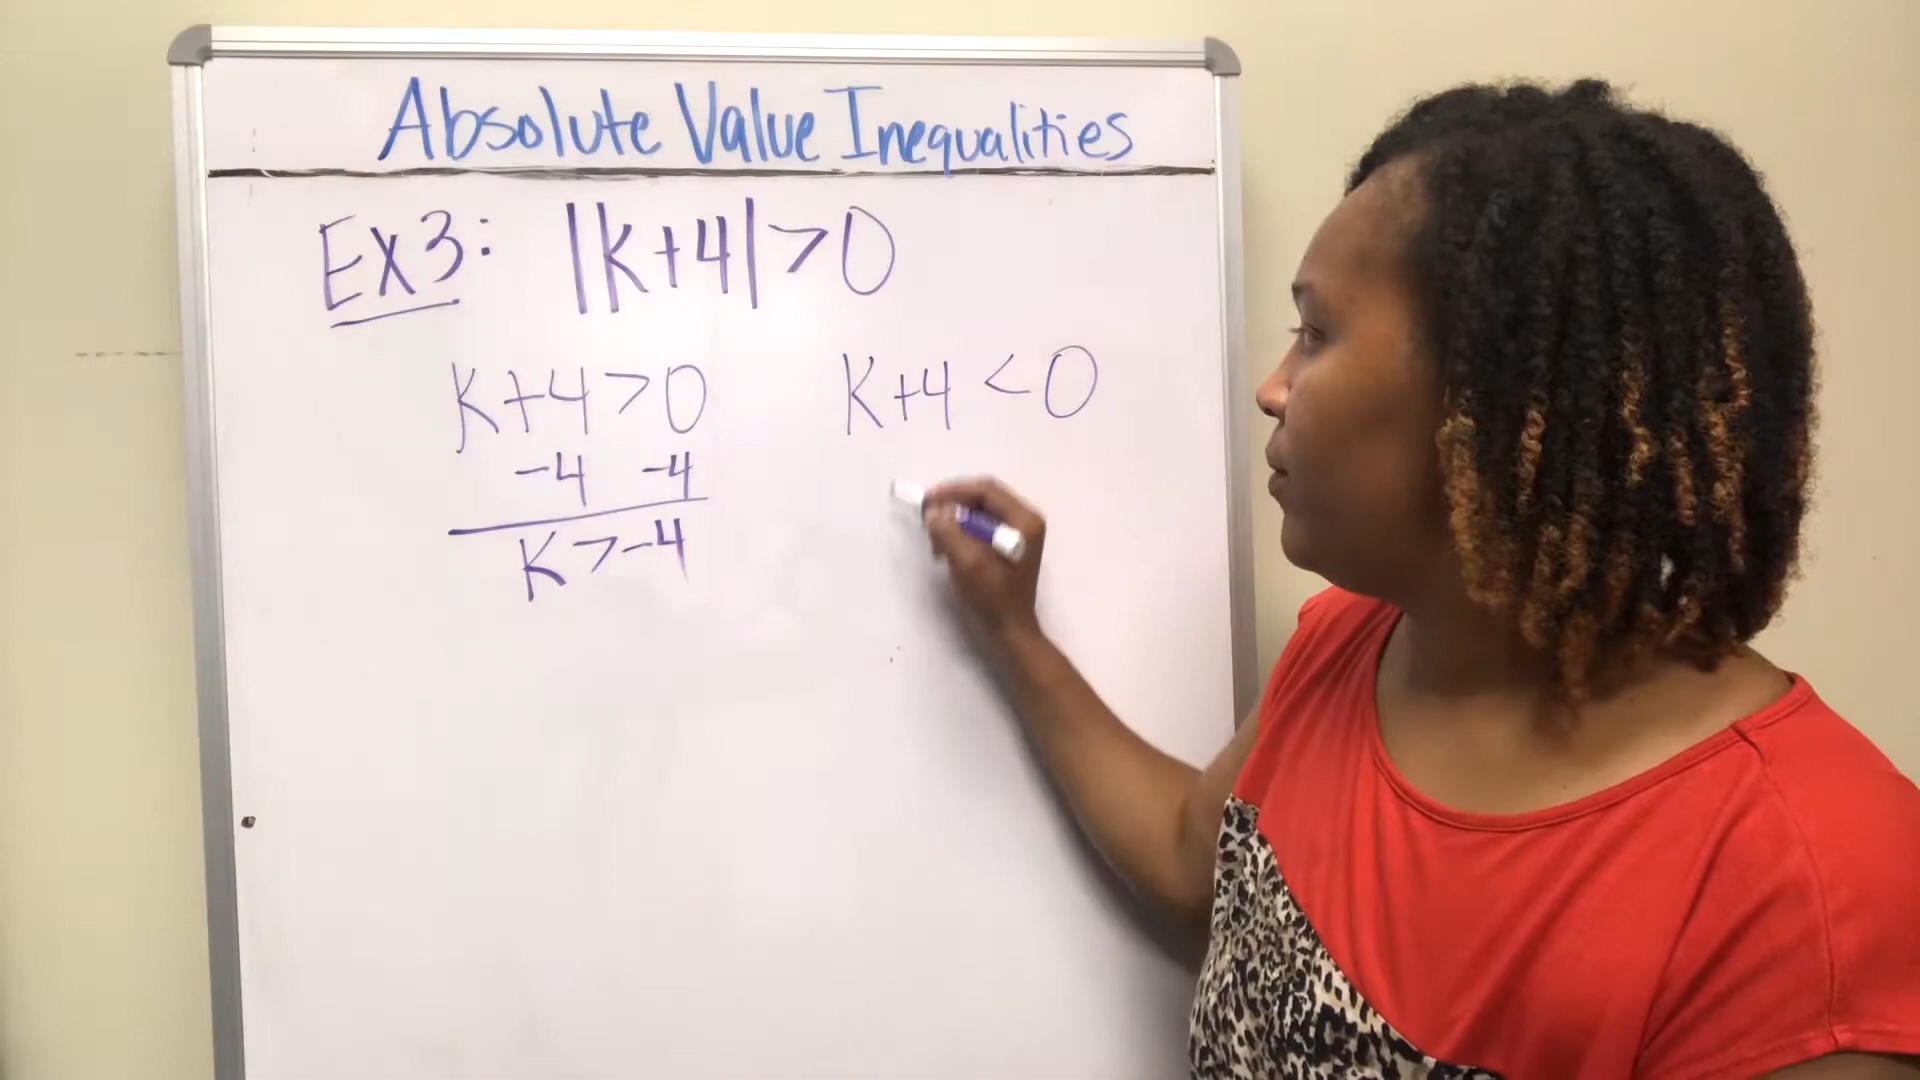 Absolute Value Inequalities
Ex3: |k+4|>0
k+4>0
-4 -4
k>-4
k+4<0